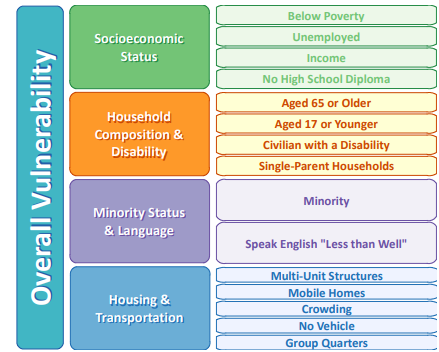 Overall Vulnerability
Socioeconomic
Status
Below Poverty
Unemployed
Income
No High School Diploma
Household
Composition &
Disability
Aged 65 or Older
Aged 17 or Younger
Civilian with a Disability
Single-Parent Households
Minority Status
& Language
Minority
Speak English "Less than Well"
Housing &
Transportation
Multi-Unit Structures
Mobile Homes
Crowding
No Vehicle
Group Quarters